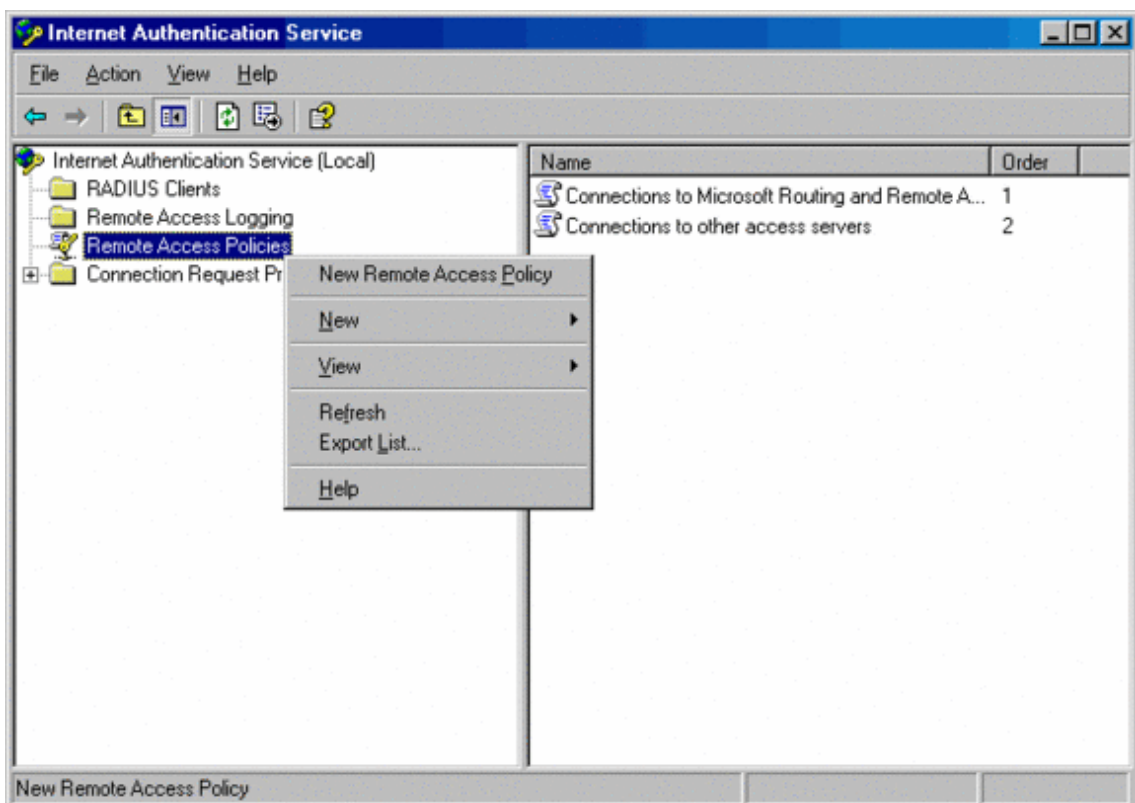 Internet Authentication Service
File Action View Help
Internet Authentication Service (Local)
RADIUS Clients
Remote Access Logging
Remote Access Policies
Connection Request Pr
Name Order
Connections to Microsoft Routing and Remote A... 1
Connections to other access servers 2
New Remote Access Policy
New
View
Refresh
Export List...
Help
New Remote Access Policy